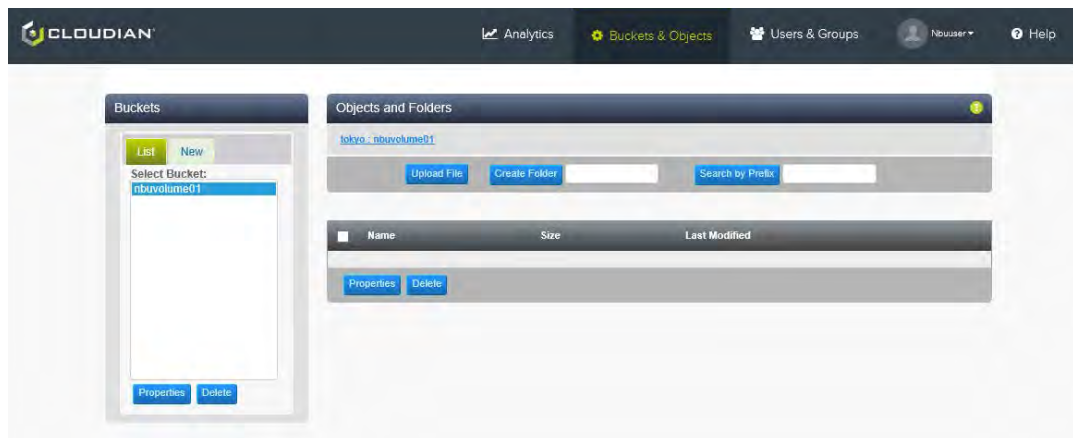 CLOUDIAN
Analytics
Buckets & Objects
Users & Groups
Nbuuser
Help
Buckets
List
New
Select Bucket:
nbuvolume01
Properties
Delete
Objects and Folders
tokyo : nbuvolume01
Upload File
Create Folder
Search by Prefix
Name
Size
Last Modified
Properties
Delete